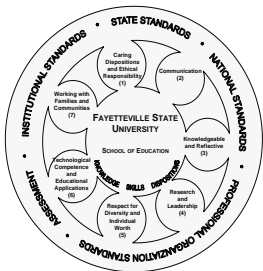 STATE STANDARDS
NATIONAL STANDARDS
PROFESSIONAL ORGANIZATION STANDARDS
ASSESSMENT
INSTITUTIONAL STANDARDS
Caring
Dispositions
and Ethical
Responsibility
(1)
Communication
(2)
Knowledgeable
and Reflective
(3)
Research
and
Leadership
(4)
Respect for
Diversity and
Individual
Worth
(5)
Technological
Competence
and
Educational
Applications
(6)
Working with
Families and
Communities
(7)
FAYETTEVILLE STATE
UNIVERSITY
SCHOOL OF EDUCATION
KNOWLEDGE SKILLS DISPOSITIONS